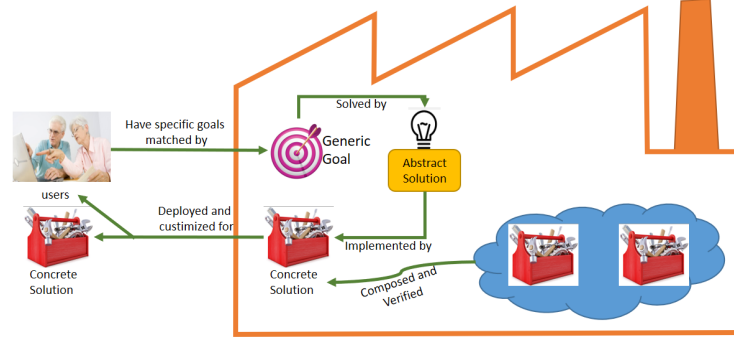 Solved by
Have specific goals
matched by
Generic
Goal
Abstract
Solution
users
Deployed and
custimized for
Implemented by
Concrete
Solution
Concrete
Solution
Composed and
Verified